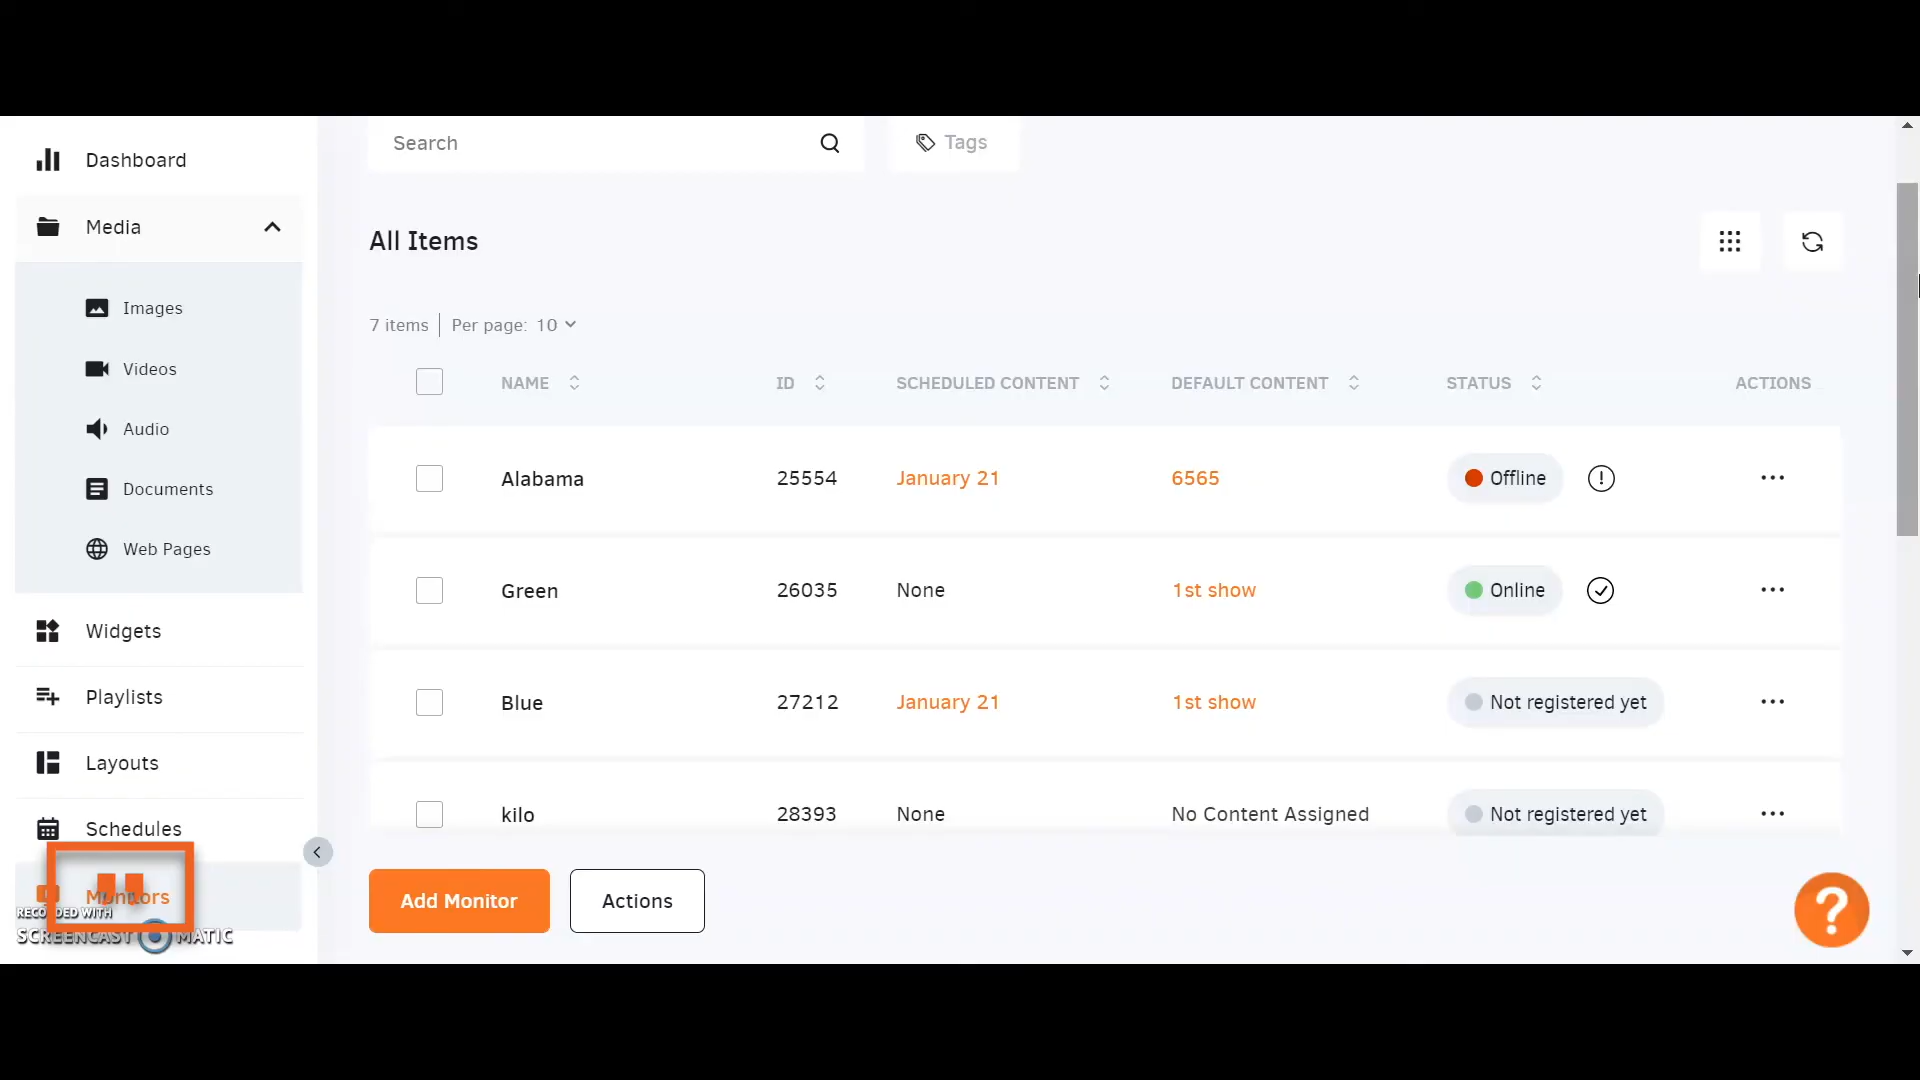 Dashboard
Media
Images
Videos
Audio
Documents
Web Pages
Widgets
Playlists
Layouts
Schedules
Monitors
RECORDED WITH
SCREENCAST MATIC
Search
Tags
All Items
7 items Per page: 10
NAME ID SCHEDULED CONTENT DEFAULT CONTENT STATUS ACTIONS
Alabama 25554 January 21 6565 Offline
Green 26035 None 1st show Online
Blue 27212 January 21 1st show Not registered yet
kilo 28393 None No Content Assigned Not registered yet
Add Monitor Actions
?